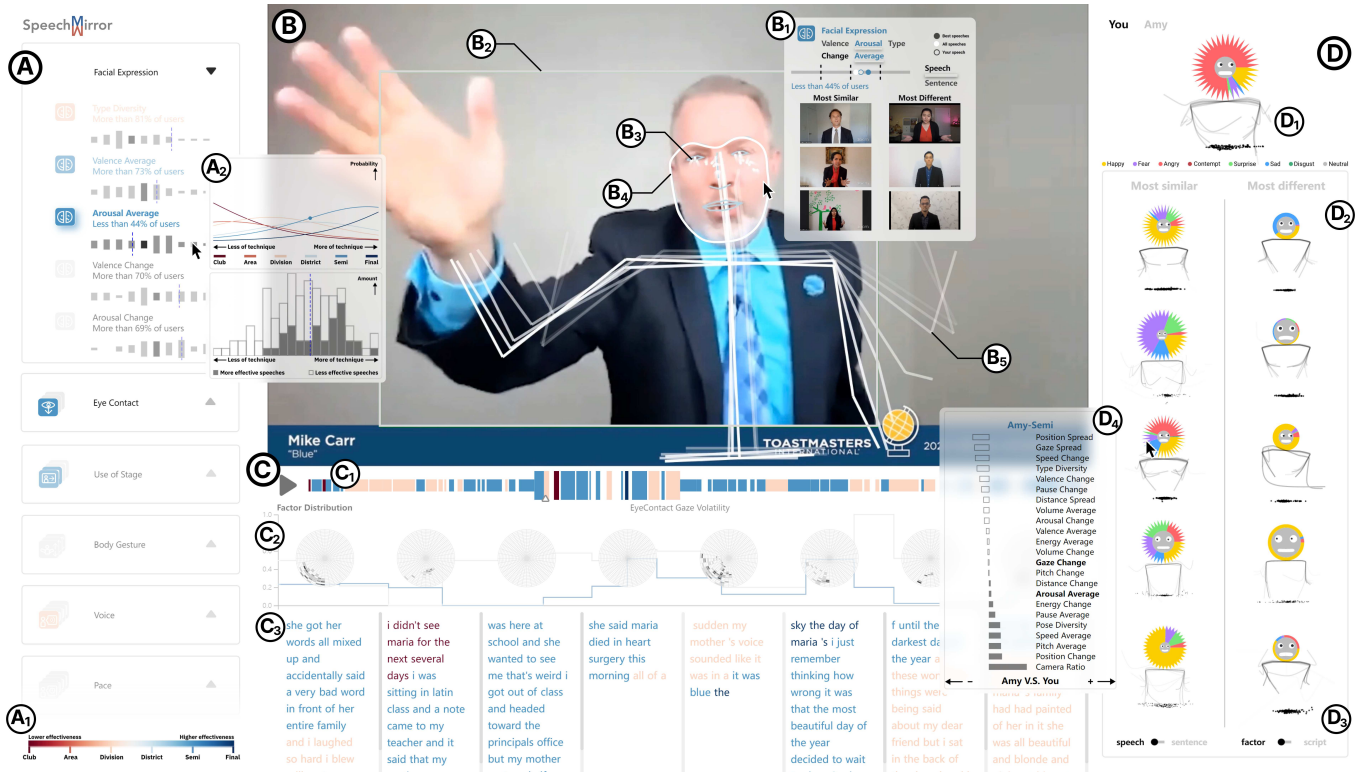 SpeechMirror
A
Facial Expression
Type Diversity
More than 81% of users
Valence Average
More than 73% of users
Arousal Average
Less than 44% of users
Valence Change
More than 70% of users
Arousal Change
More than 69% of users
Eye Contact
Use of Stage
Body Gesture
Voice
Pace
A1
Lower effectiveness
Higher effectiveness
Club Area Division District Semi Final
A2
Probability
Less of technique
More of technique
Club Area Division District Semi Final
Amount
Less of technique
More of technique
More effective speeches
Less effective speeches
B
B2
B3
B4
B5
B1
Facial Expression
Valence Arousal Type
Change Average
Best speeches
All speeches
Your speech
Speech
Sentence
Less than 44% of users
Most Similar
Most Different
Mike Carr
"Blue"
TOASTMASTERS
INTERNATIONAL
202
C
C1
Factor Distribution
EyeContact Gaze Volatility
C2
1.0
0.4
0.2
0.0
C3
she got her
words all mixed
up and
accidentally said
a very bad word
in front of her
entire family
and i laughed
so hard i blew
i didn't see
maria for the
next several
days i was
sitting in latin
class and a note
came to my
teacher and it
said that my
was here at
school and she
wanted to see
me that's weird i
got out of class
and headed
toward the
principals office
but my mother
she said maria
died in heart
surgery this
morning all of a
sudden my
mother 's voice
sounded like it
was in a it was
blue the
sky the day of
maria 's i just
remember
thinking how
wrong it was
that the most
beautiful day of
the year
decided to wait
f until the
darkest da
the year a
these wor
things were
being said
about my dear
friend but i sat
in the back of
had had painted
of her in it she
was all beautiful
and blonde and
D4
Amy-Semi
Position Spread
Gaze Spread
Speed Change
Type Diversity
Valence Change
Pause Change
Distance Spread
Volume Average
Arousal Change
Valence Average
Energy Average
Volume Change
Gaze Change
Pitch Change
Distance Change
Arousal Average
Energy Change
Pause Average
Pose Diversity
Speed Average
Pitch Average
Position Change
Camera Ratio
- Amy V.S. You +
You Amy
D
D1
Happy Fear Angry Contempt Surprise Sad Disgust Neutral
Most similar
Most different
D2
D3
speech sentence
factor script